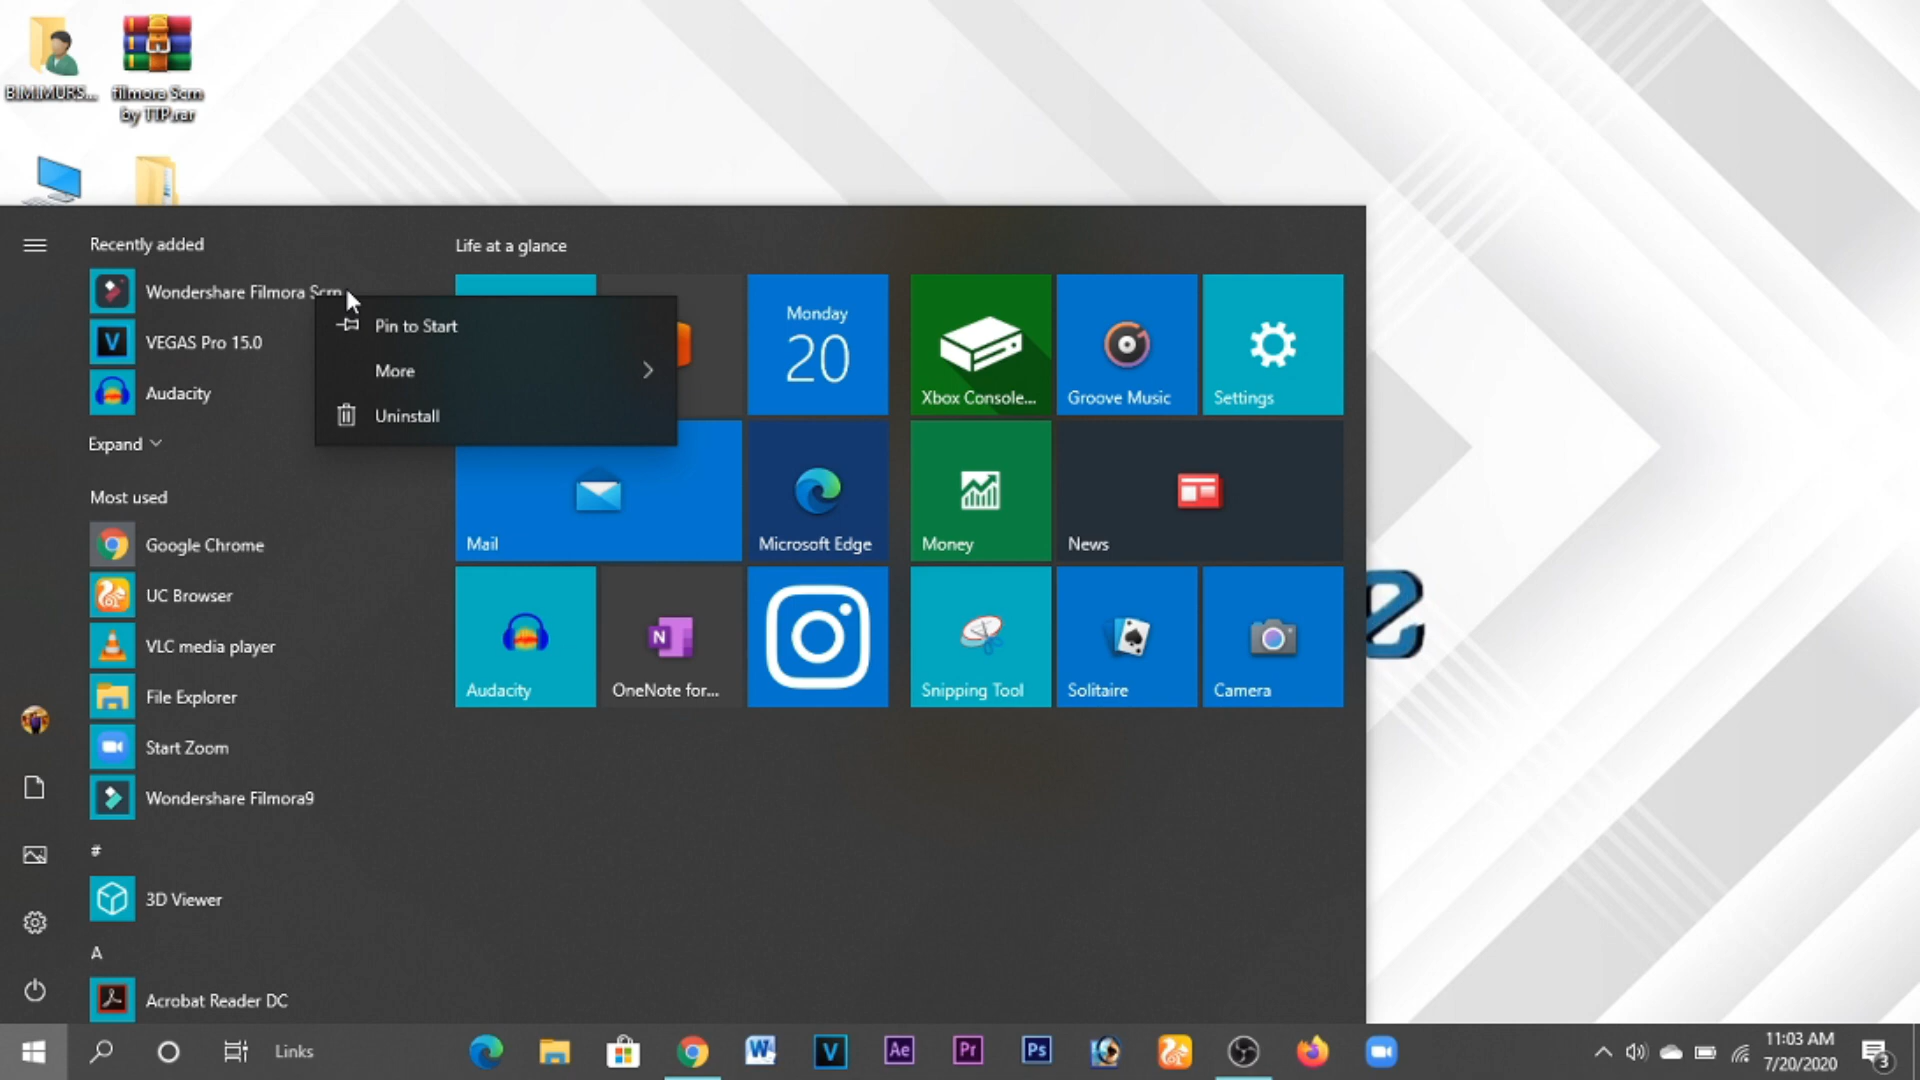 B.M.MURS...
filmora Scrn
by TTP.rar
Recently added
Wondershare Filmora Scrn
VEGAS Pro 15.0
Audacity
Expand
Most used
Google Chrome
UC Browser
VLC media player
File Explorer
Start Zoom
Wondershare Filmora9
#
3D Viewer
A
Acrobat Reader DC
Pin to Start
More
Uninstall
Life at a glance
Monday
20
Xbox Console...
Groove Music
Settings
Mail
Microsoft Edge
Money
News
Audacity
OneNote for...
Snipping Tool
Solitaire
Camera
e
Links
11:03 AM
7/20/2020
3